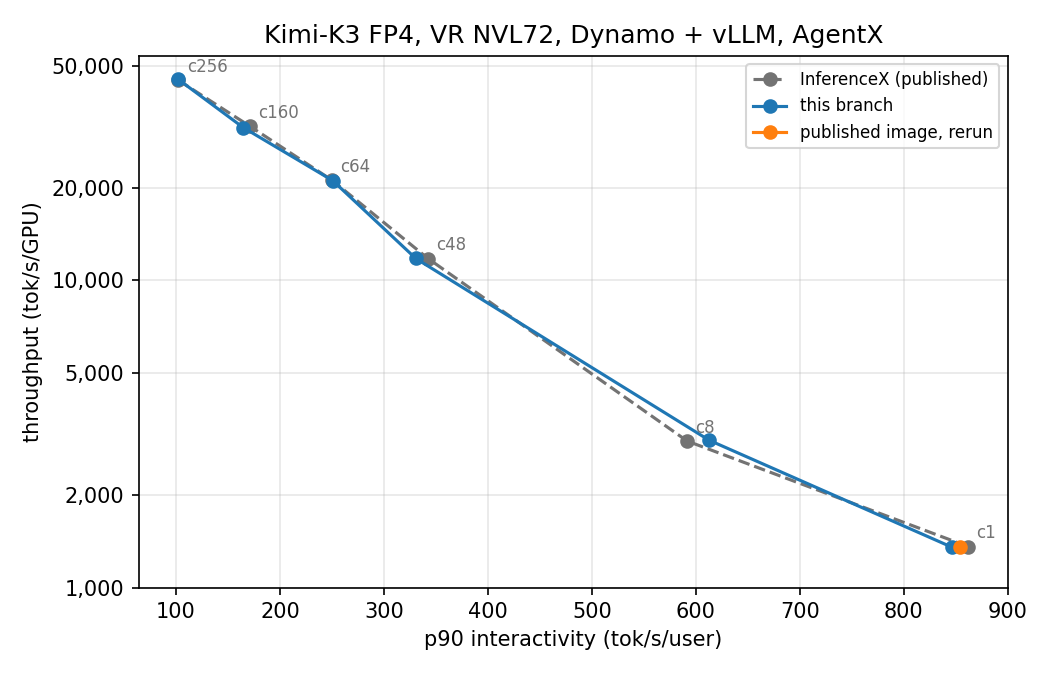 Kimi-K3 FP4, VR NVL72, Dynamo + vLLM, AgentX
InferenceX (published)
this branch
published image, rerun
c256
c160
c64
c48
c8
c1
throughput (tok/s/GPU)
50,000
20,000
10,000
5,000
2,000
1,000
100 200 300 400 500 600 700 800 900
p90 interactivity (tok/s/user)